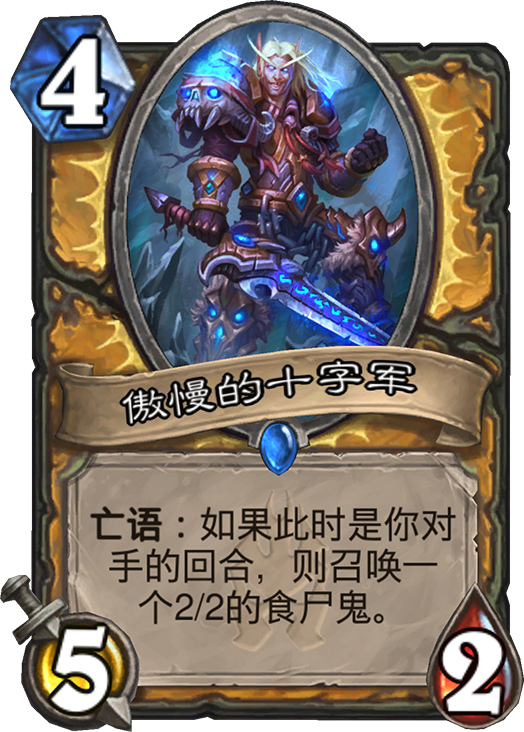 4
傲慢的十字军
亡语：如果此时是你对
手的回合，则召唤一
个2/2的食尸鬼。
5
2